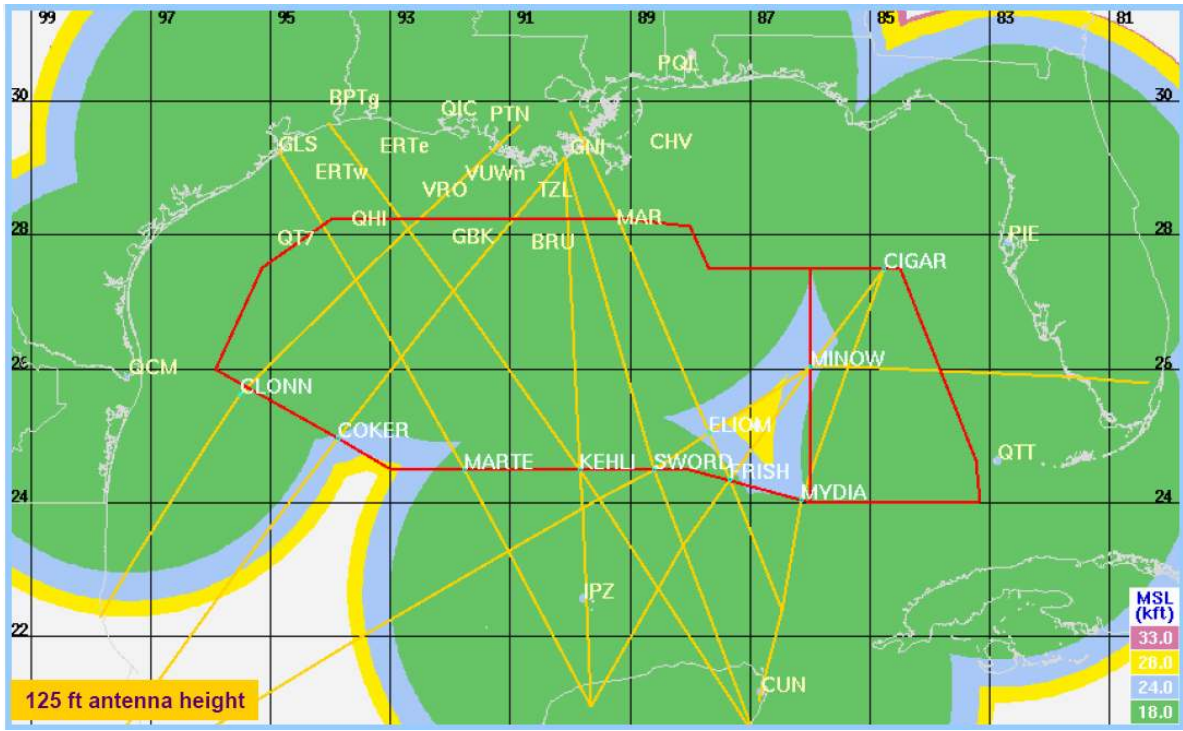 99 97 95 93 91 89 87 85 83 81
PQL
30 BPTg QIC PTN 30
GLS ERTe GNI CHV
ERTw VUWn
VRO TZL
28 QHI MAR 28
QT7 GBK BRU PIE
CIGAR
26 QCM MINOW 26
CLONN
COKER ELIOM
MARTE KEHLI SWORD FRISH QTT
24 MYDIA 24
IPZ
22 22
CUN
MSL
(kft)
33.0
28.0
24.0
18.0
125 ft antenna height